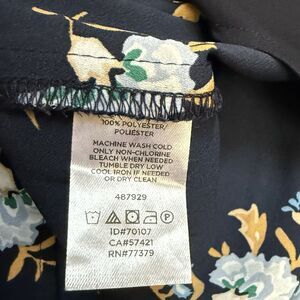 100% POLYESTER/
POLIESTER
MACHINE WASH COLD
ONLY NON-CHLORINE
BLEACH WHEN NEEDED
TUMBLE DRY LOW
COOL IRON IF NEEDED
OR DRY CLEAN
487929
ID#70107
CA#57421
RN#77379